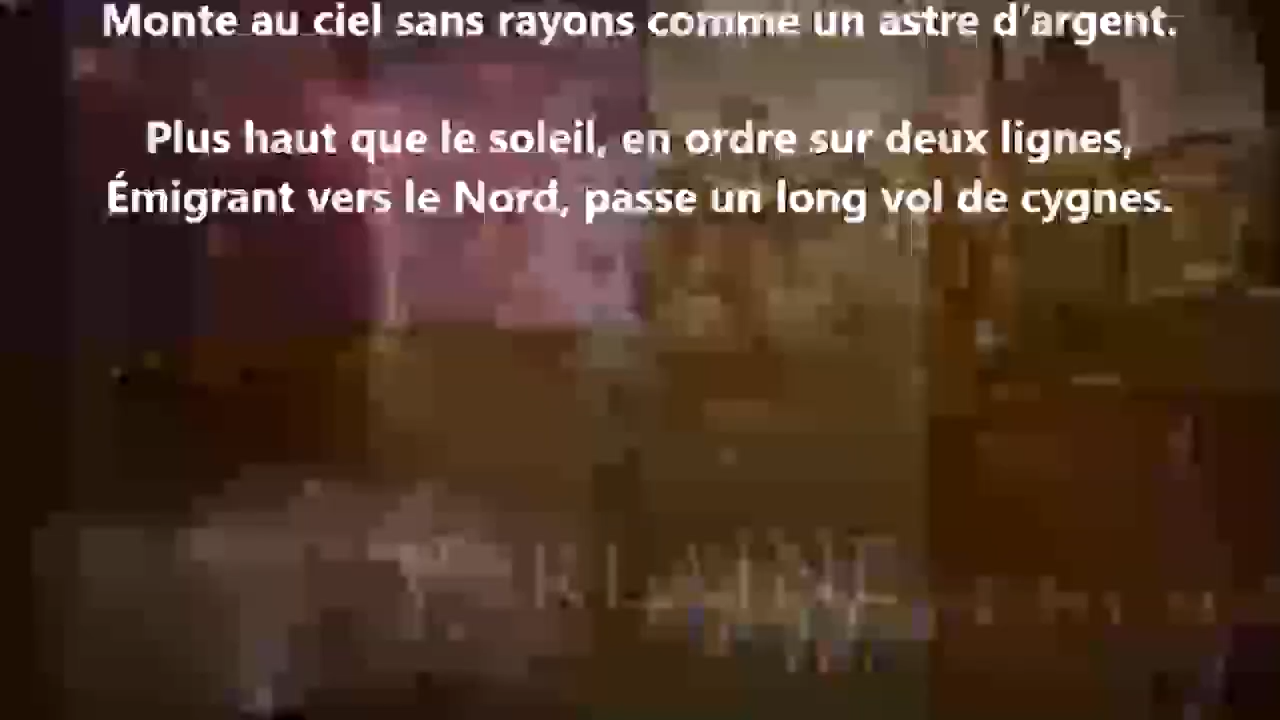 Monte au ciel sans rayons comme un astre d’argent.
Plus haut que le soleil, en ordre sur deux lignes,
Émigrant vers le Nord, passe un long vol de cygnes.